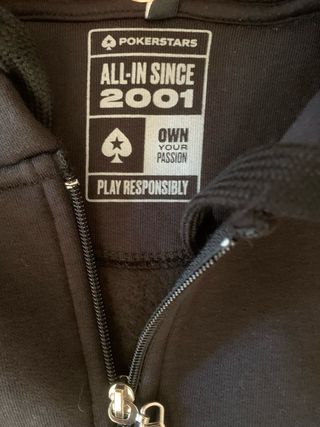 POKERSTARS
ALL-IN SINCE
2001
OWN
YOUR
PASSION
PLAY RESPONSIBLY